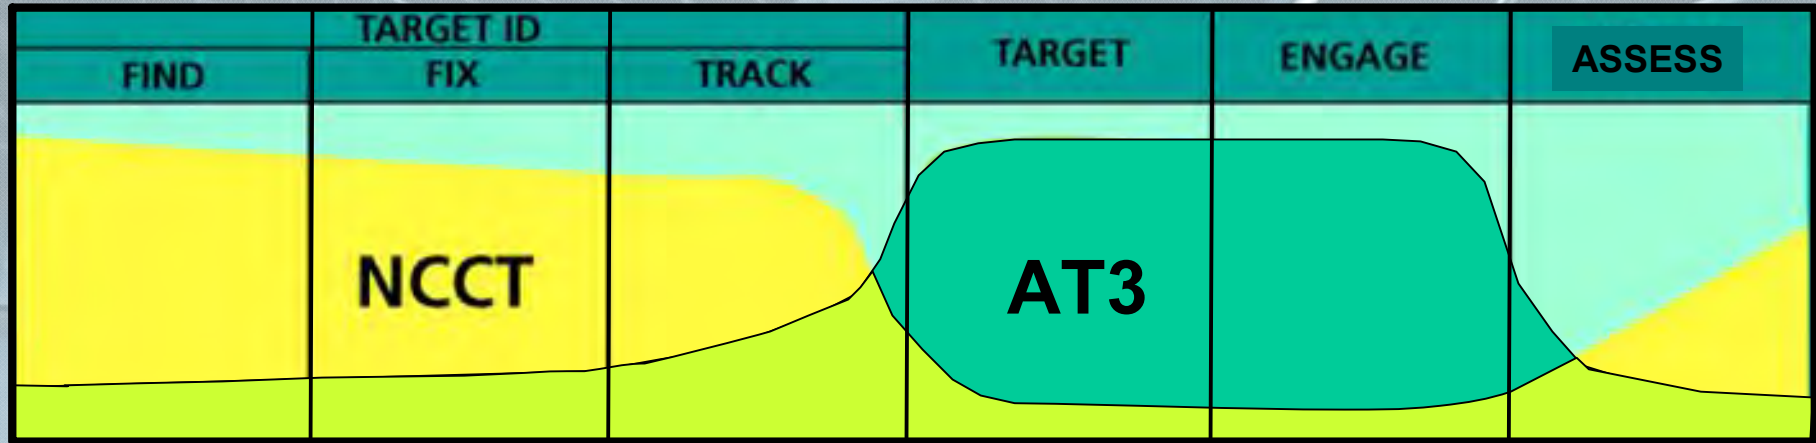 TARGET ID
FIND FIX TRACK TARGET ENGAGE ASSESS
NCCT AT3